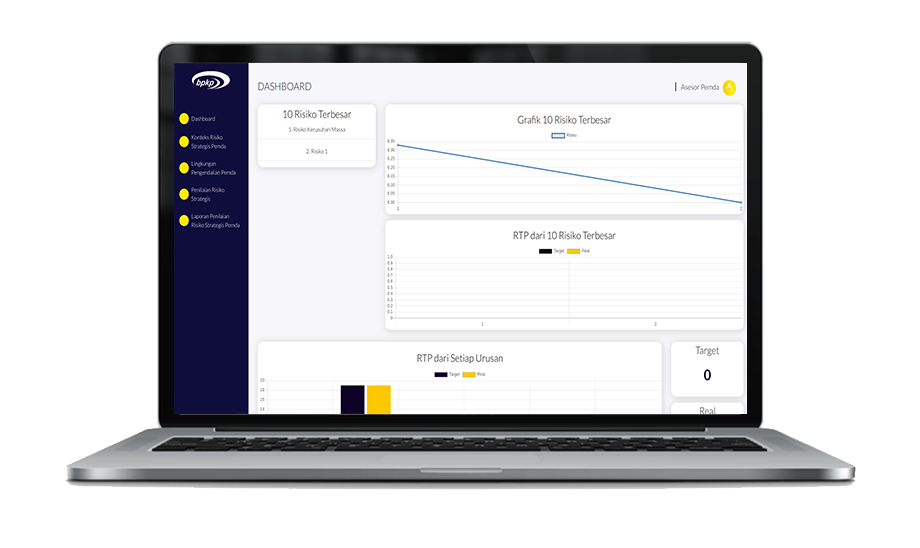 bpkp
DASHBOARD
Asesor Pemda
Dashboard
Konteks Risiko
Strategis Pemda
Lingkungan
Pengendalian Pemda
Penilaian Risiko
Strategis
Laporan Penilaian
Risiko Strategis Pemda
10 Risiko Terbesar
1. Risiko Kerusuhan Massa
2. Risiko 1
Grafik 10 Risiko Terbesar
Risiko
6.35
6.30
6.25
6.20
6.15
6.10
6.05
6.00
1
2
RTP dari 10 Risiko Terbesar
Target Real
1.0
0.9
0.8
0.7
0.6
0.5
0.4
0.3
0.2
0.1
0
1 2
RTP dari Setiap Urusan
Target Real
20
18
16
14
Target
0
Real